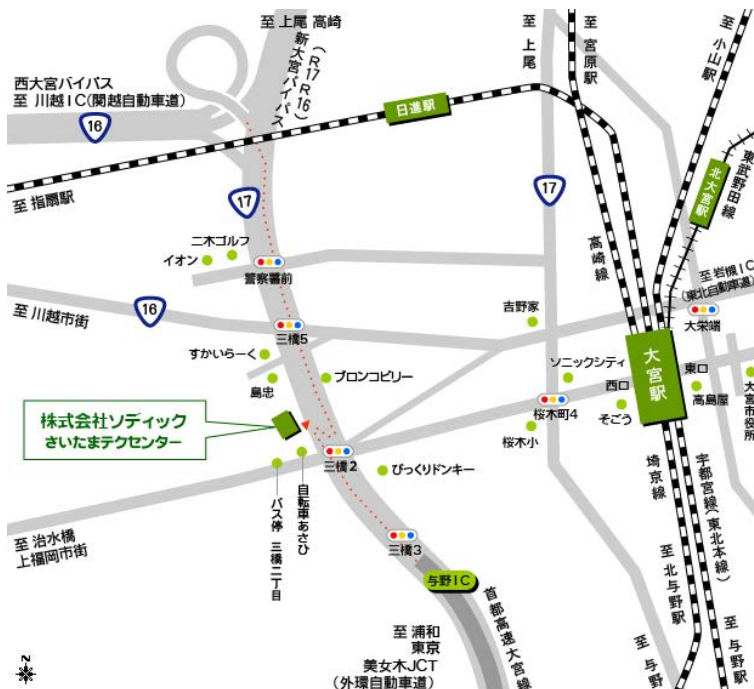 至 上尾 高崎
新大宮バイパス
(R17 R16)
西大宮バイパス
至 川越IC(関越自動車道)
16
日進駅
至 上尾
至 宮原駅
至 小山駅
東武野田線
北大宮駅
至 指扇駅
17
17
高崎線
二木ゴルフ
イオン
警察署前
至 岩槻IC
(東北自動車道)
16
至 川越市街
三橋5
吉野家
大栄端
すかいらーく
島忠
ブロンコビリー
ソニックシティ
大宮駅
西口
東口
そごう
高島屋
大宮市役所
桜木町4
桜木小
株式会社ソディック
さいたまテクセンター
三橋2
びっくりドンキー
自転車あさひ
バス停 三橋二丁目
至 治水橋
上福岡市街
三橋3
与野IC
首都高速大宮線
埼京線
宇都宮線(東北本線)
至 北与野駅
至 与野
至 与野駅
至 浦和
東京
美女木JCT
(外環自動車道)
N